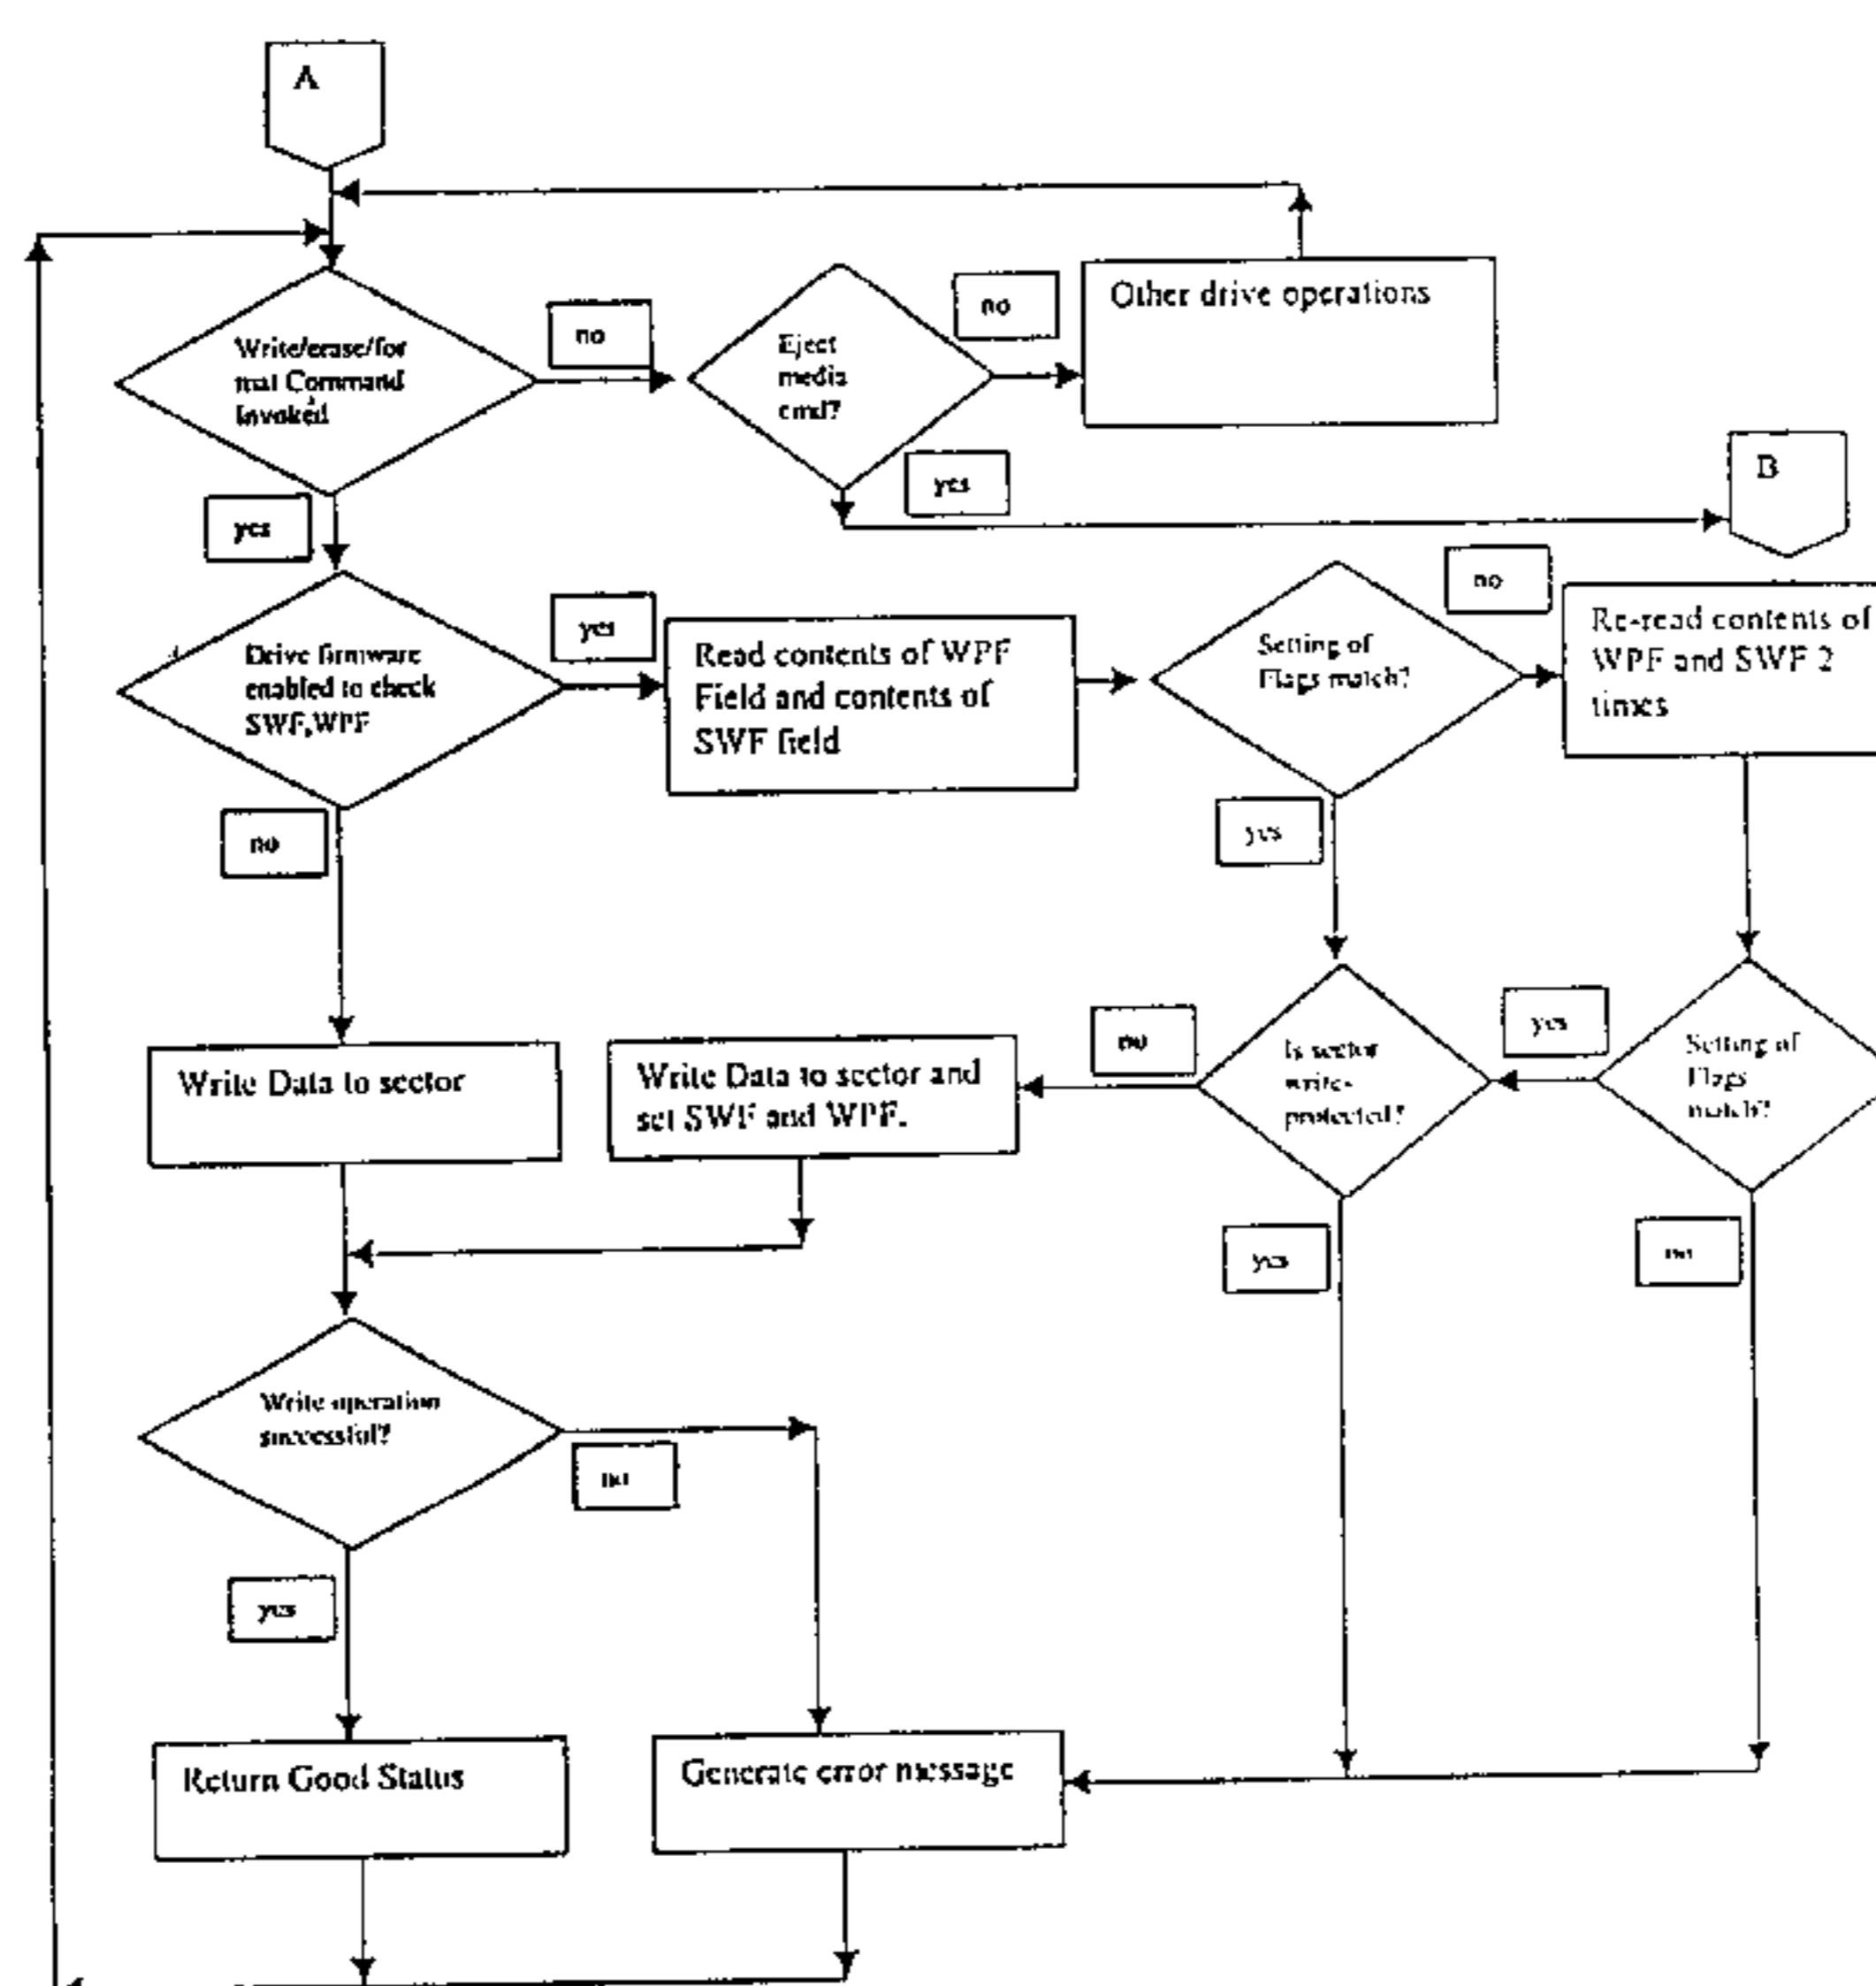 A
Write/erase/for
mat Command
Invoked
no
Eject
media
cmd?
no
Other drive operations
yes
B
yes
Drive firmware
enabled to check
SWF,WPF
yes
Read contents of WPF
Field and contents of
SWF field
Setting of
Flags match?
no
Re-read contents of
WPF and SWF 2
times
no
yes
Write Data to sector
Write Data to sector and
set SWF and WPF.
no
Is sector
write-
protected?
yes
Setting of
Flags
match?
yes
no
Write operation
successful?
no
yes
Return Good Status
Generate error message